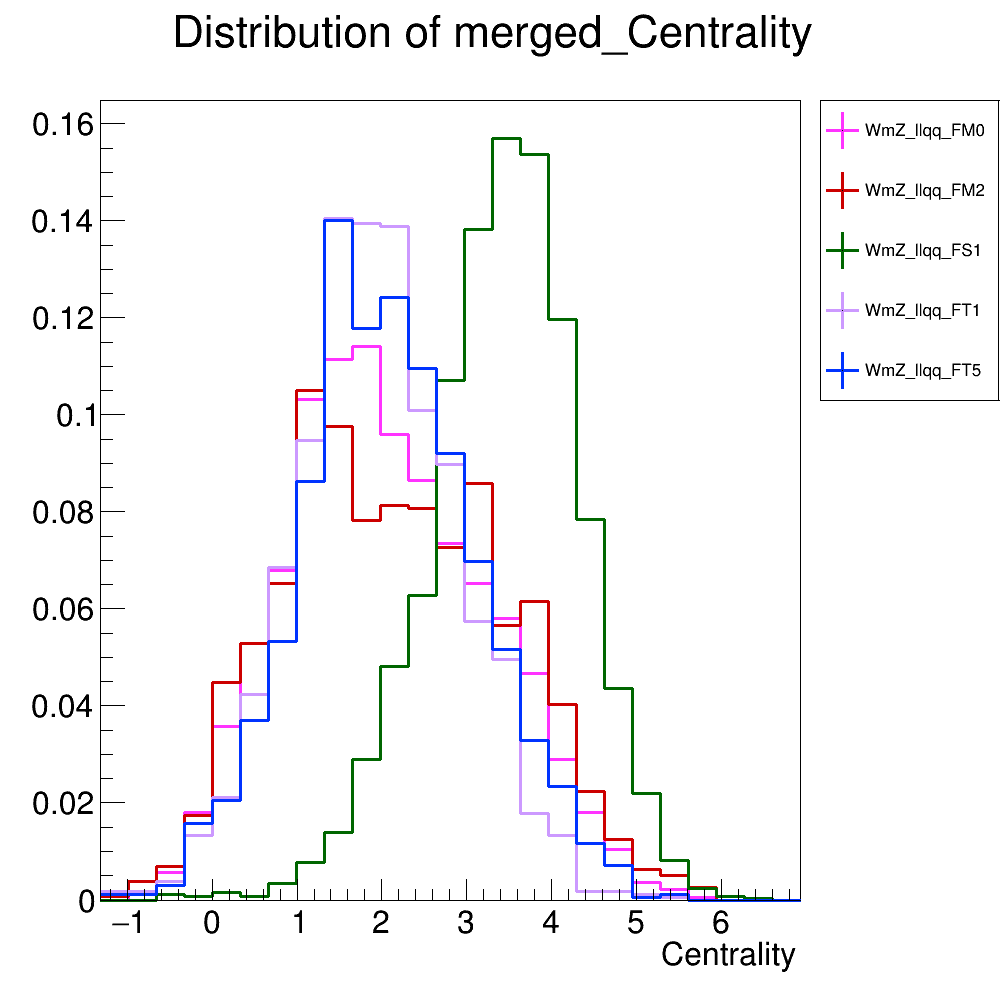 Distribution of merged_Centrality
0.16
0.14
0.12
0.1
0.08
0.06
0.04
0.02
0
−1 0 1 2 3 4 5 6
Centrality
WmZ_llqq_FM0
WmZ_llqq_FM2
WmZ_llqq_FS1
WmZ_llqq_FT1
WmZ_llqq_FT5